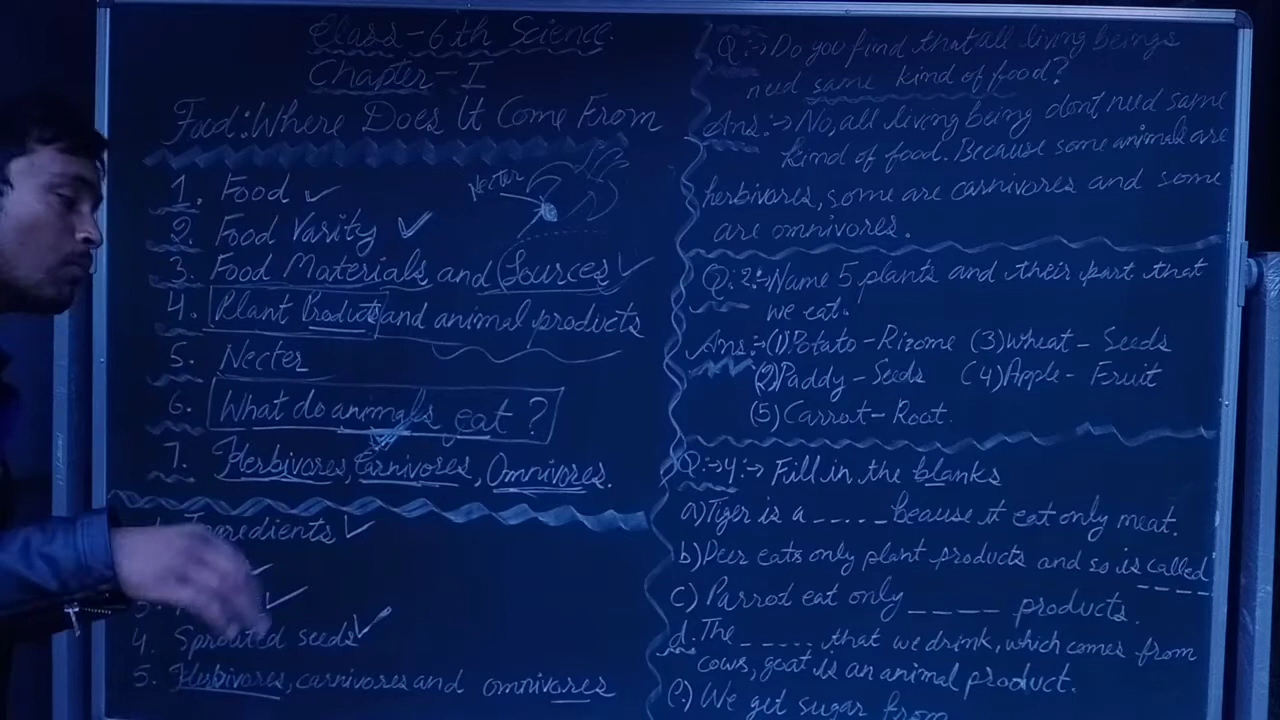 Class-6th Science
Chapter-I
Food:Where Does It Come From
1. Food
2. Food Varity
3. Food Materials and Sources
4. Plant Products and animal products
5. Necter
6. What do animals eat ?
7. Herbivores, Carnivores, Omnivores.
Necter
1. Ingredients
3.
4. Sprouted seeds
5. Herbivores, carnivores and omnivores
Q:→ Do you find that all living beings
need same kind of food?
Ans:→ No, all living being dont need same
kind of food. Because some animals are
herbivores, some are carnivores and some
are omnivores.
Q:2:→Name 5 plants and their part that
we eat.
Ans:→(1)Potato-Rizome (3)Wheat-Seeds
(2)Paddy-Seeds (4)Apple-Fruit
(5)Carrot-Root.
Q:→4:→ Fill in the blanks
a)Tiger is a _____ beause it eat only meat.
b)Deer eats only plant products and so is called
____
c) Parrot eat only ____ products.
d. The _____ that we drink, which comes from
cows, goat is an animal product.
e.) We get sugar from